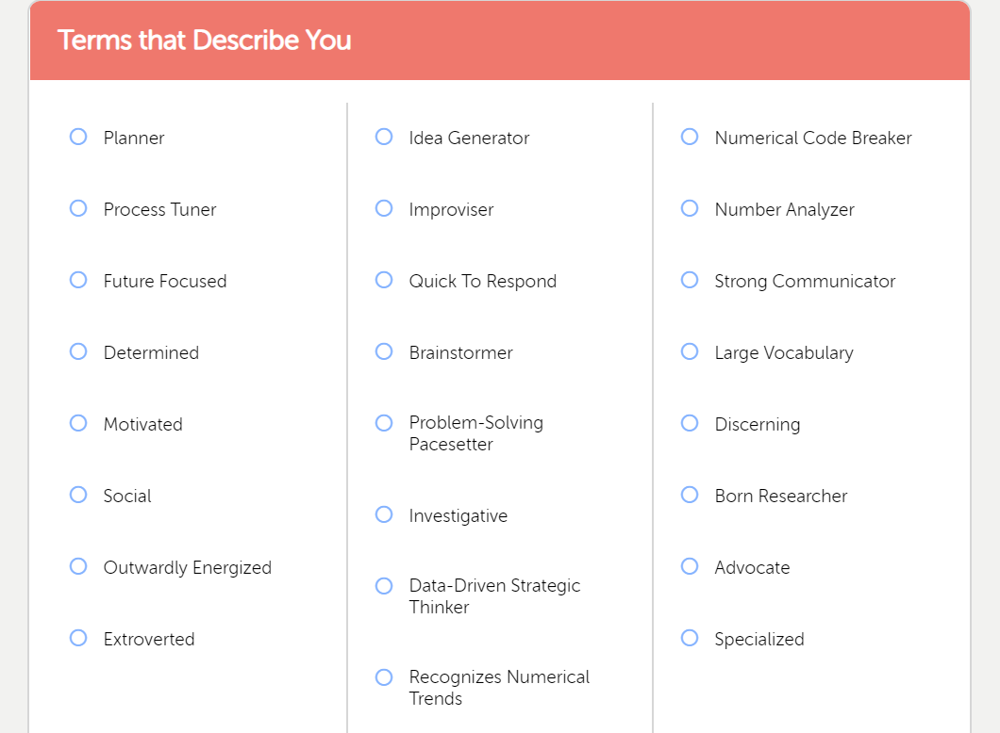 Terms that Describe You
Planner
Process Tuner
Future Focused
Determined
Motivated
Social
Outwardly Energized
Extroverted
Idea Generator
Improviser
Quick To Respond
Brainstormer
Problem-Solving
Pacesetter
Investigative
Data-Driven Strategic
Thinker
Recognizes Numerical
Trends
Numerical Code Breaker
Number Analyzer
Strong Communicator
Large Vocabulary
Discerning
Born Researcher
Advocate
Specialized